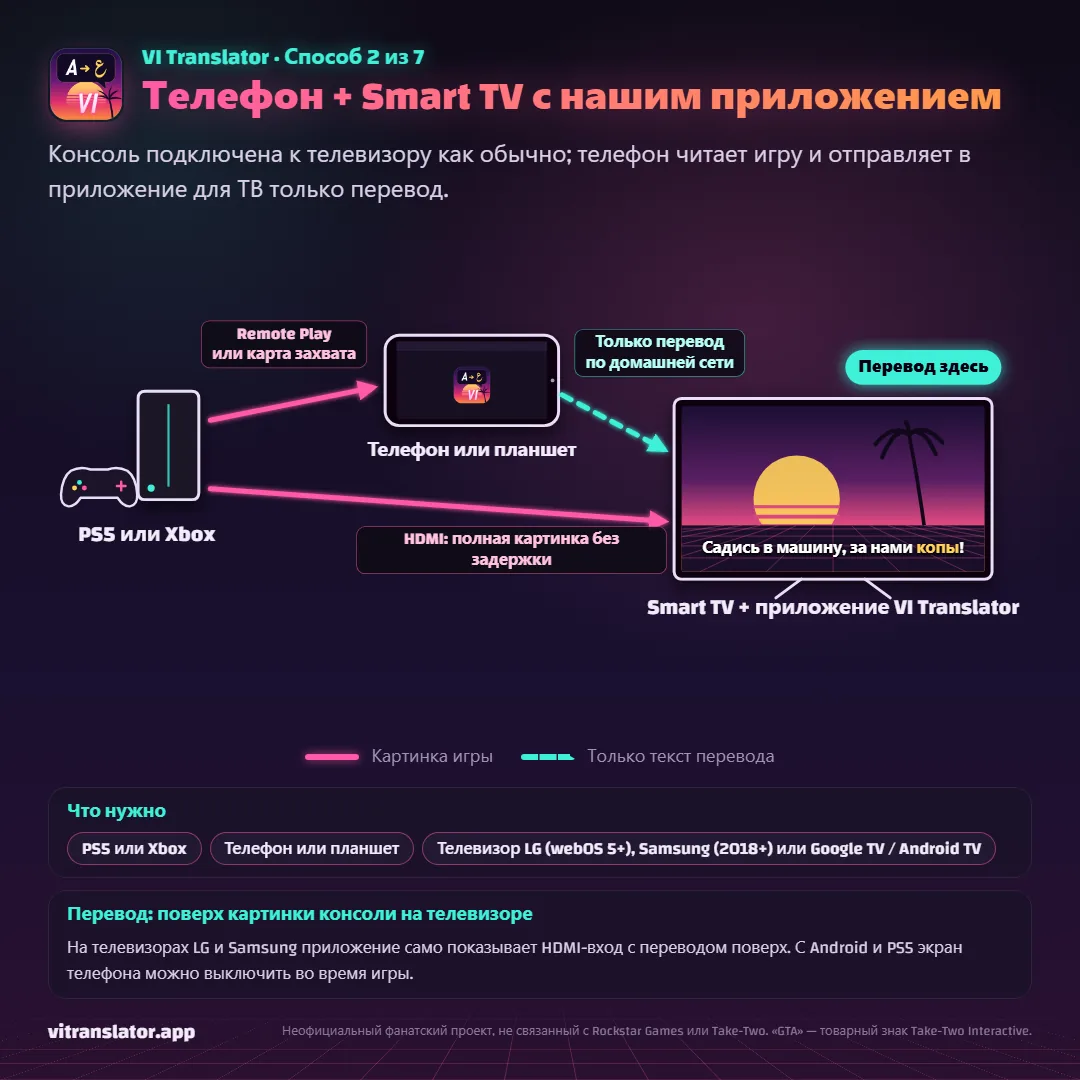 A→ع
VI
VI Translator · Способ 2 из 7
Телефон + Smart TV с нашим приложением
Консоль подключена к телевизору как обычно; телефон читает игру и отправляет в
приложение для ТВ только перевод.
Remote Play
или карта захвата
Только перевод
по домашней сети
Перевод здесь
A→ع
VI
Телефон или планшет
PS5 или Xbox
HDMI: полная картинка без
задержки
Садись в машину, за нами копы!
Smart TV + приложение VI Translator
Картинка игры
Только текст перевода
Что нужно
PS5 или Xbox
Телефон или планшет
Телевизор LG (webOS 5+), Samsung (2018+) или Google TV / Android TV
Перевод: поверх картинки консоли на телевизоре
На телевизорах LG и Samsung приложение само показывает HDMI-вход с переводом поверх. С Android и PS5 экран
телефона можно выключить во время игры.
vitranslator.app
Неофициальный фанатский проект, не связанный с Rockstar Games или Take-Two. «GTA» — товарный знак Take-Two Interactive.